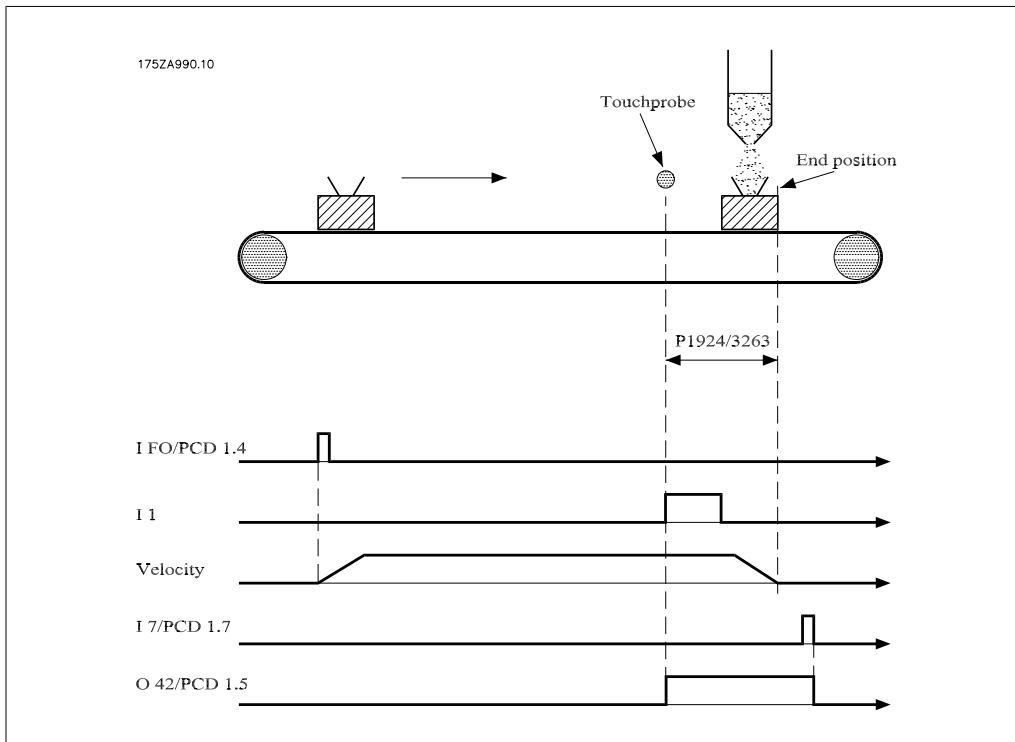 175ZA990.10
Touchprobe
End position
P1924/3263
I FO/PCD 1.4
I 1
Velocity
I 7/PCD 1.7
O 42/PCD 1.5